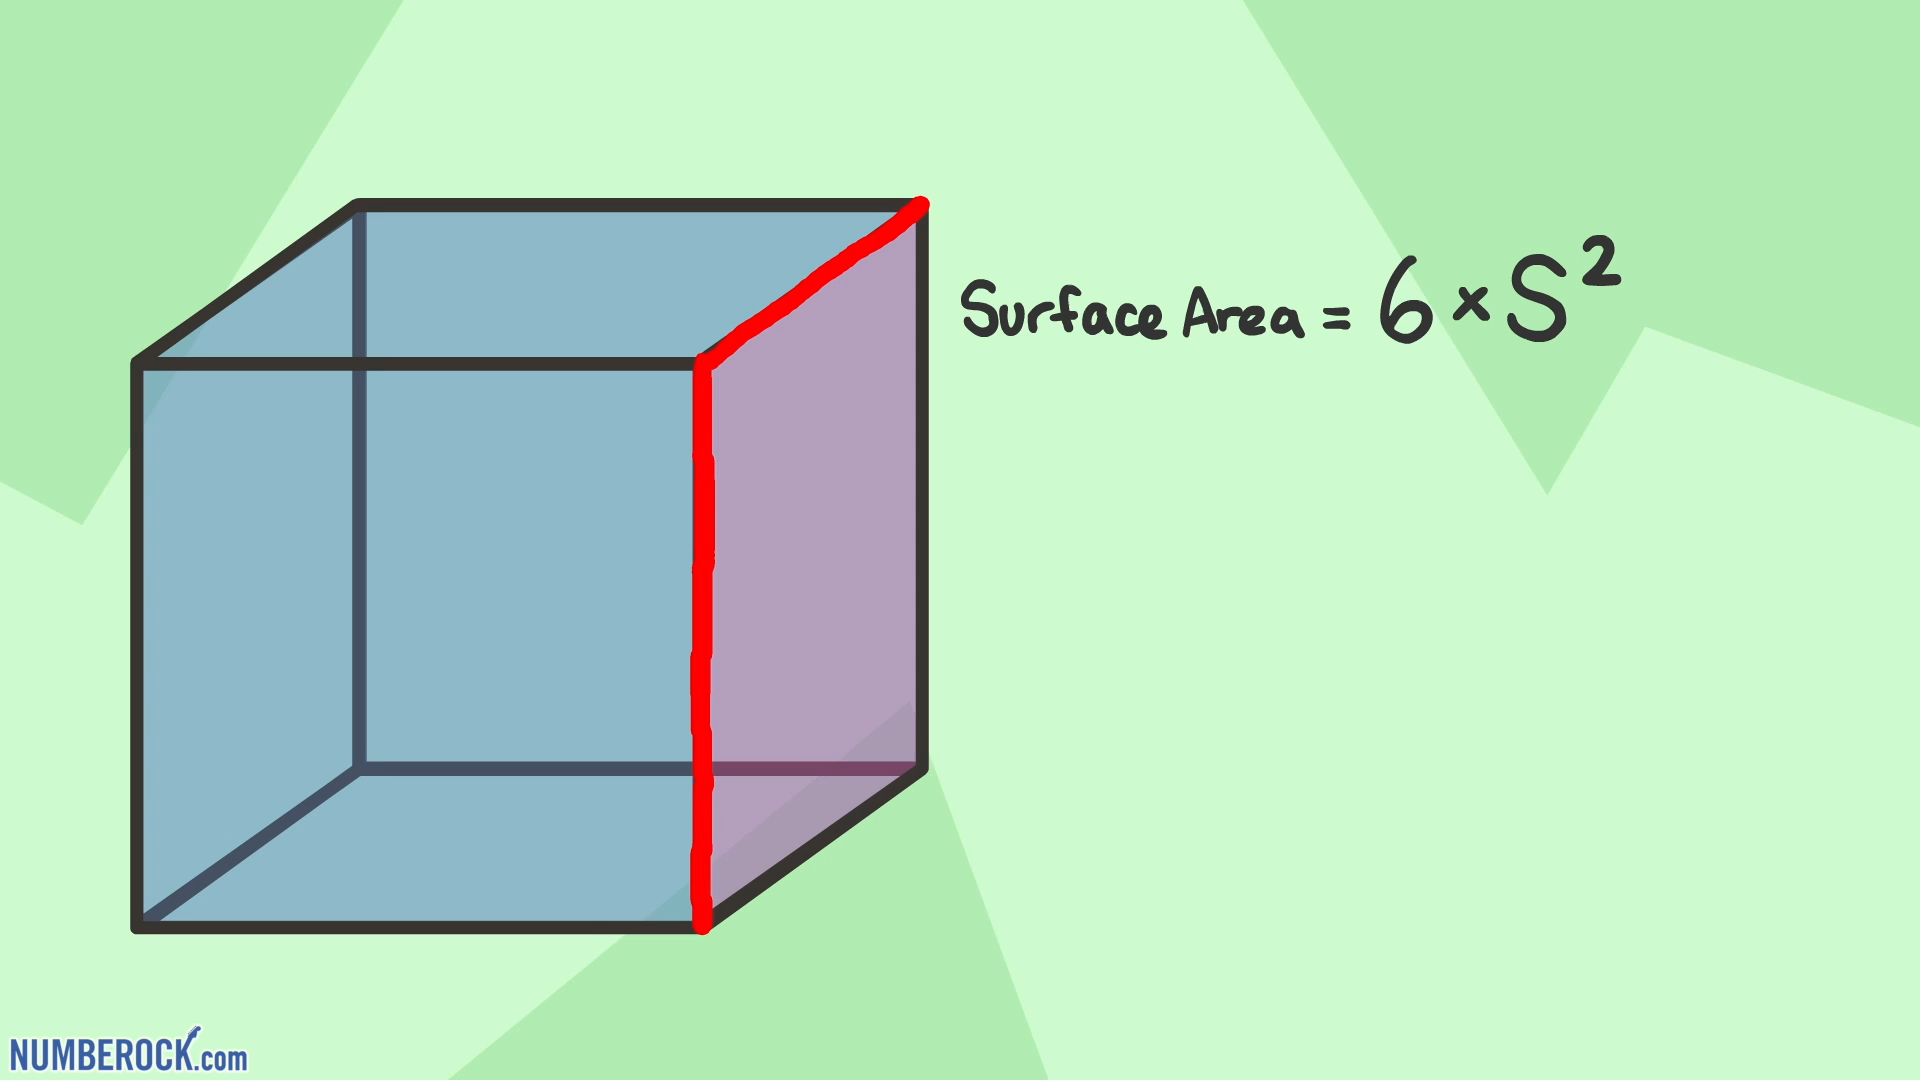 Surface Area = 6 × S²
NUMBEROCK.com